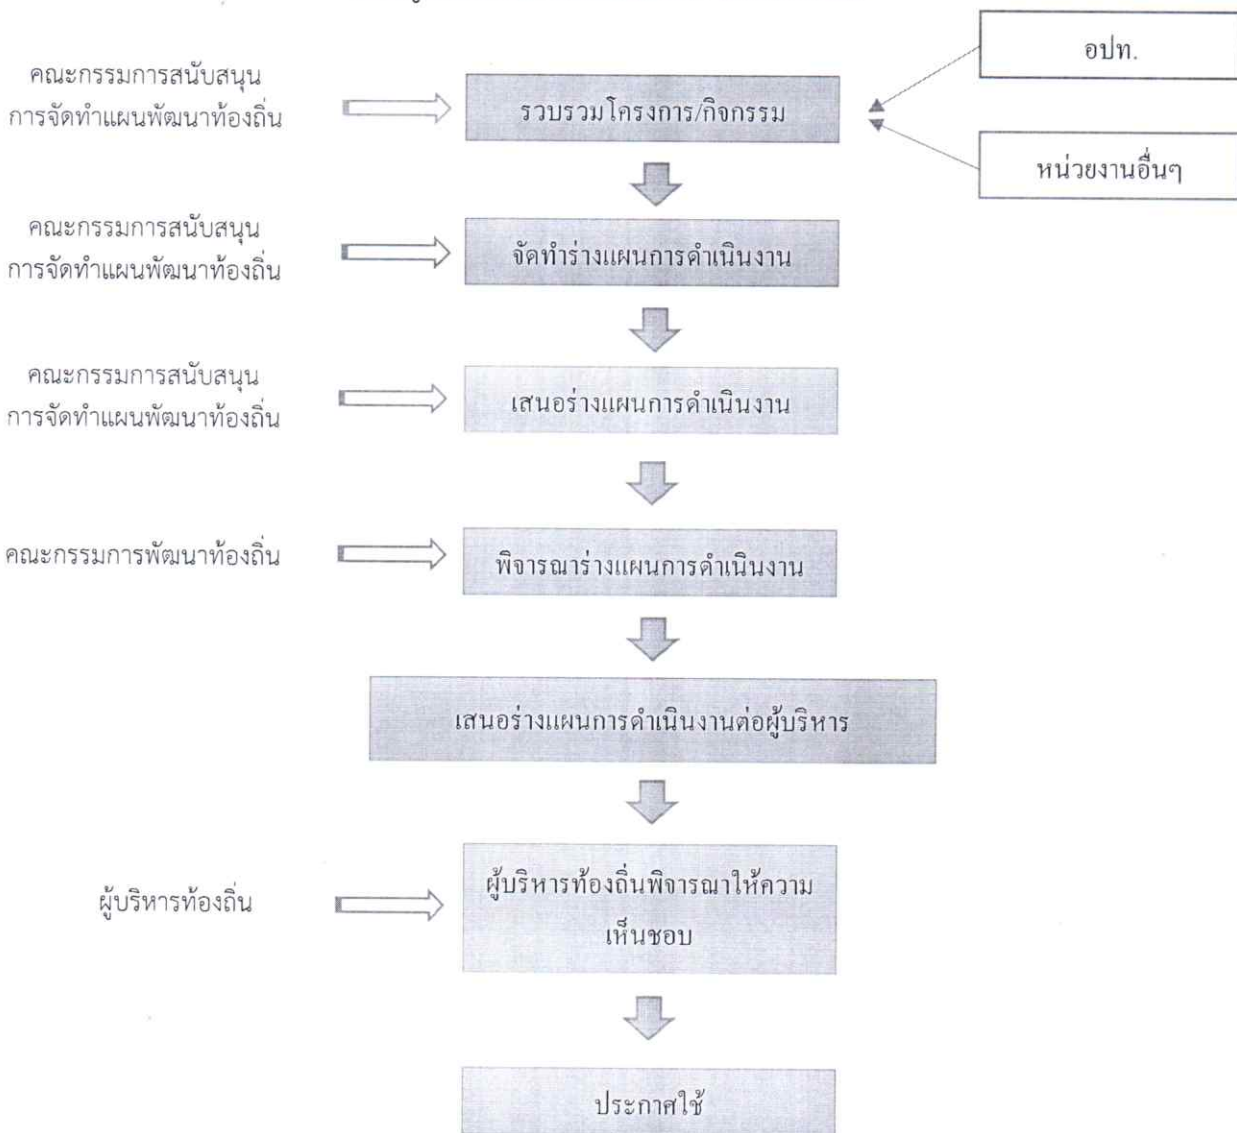 อปท.
คณะกรรมการสนับสนุน
การจัดทำแผนพัฒนาท้องถิ่น
รวบรวมโครงการ/กิจกรรม
หน่วยงานอื่นๆ
คณะกรรมการสนับสนุน
การจัดทำแผนพัฒนาท้องถิ่น
จัดทำร่างแผนการดำเนินงาน
คณะกรรมการสนับสนุน
การจัดทำแผนพัฒนาท้องถิ่น
เสนอร่างแผนการดำเนินงาน
คณะกรรมการพัฒนาท้องถิ่น
พิจารณาร่างแผนการดำเนินงาน
เสนอร่างแผนการดำเนินงานต่อผู้บริหาร
ผู้บริหารท้องถิ่น
ผู้บริหารท้องถิ่นพิจารณาให้ความ
เห็นชอบ
ประกาศใช้